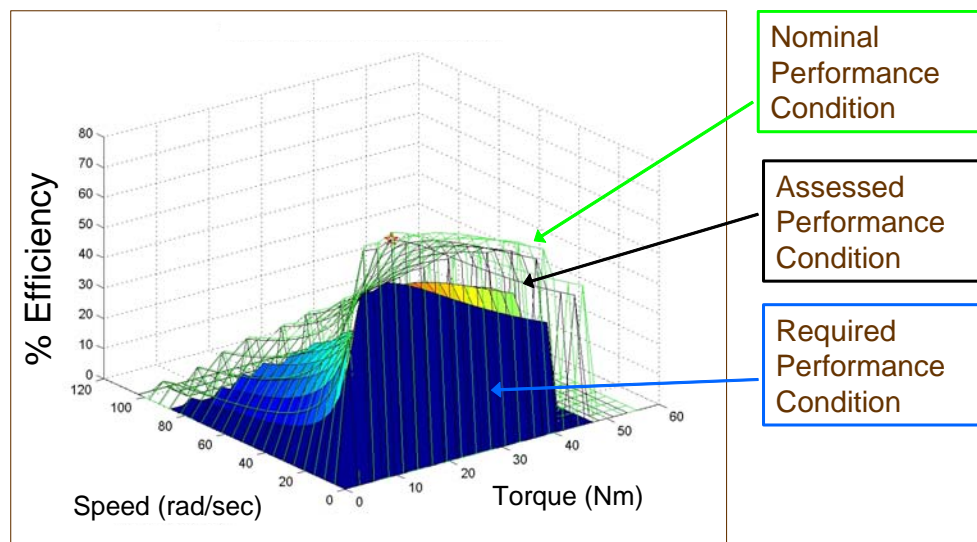 Nominal
Performance
Condition
Assessed
Performance
Condition
Required
Performance
Condition
% Efficiency
80
70
60
50
40
30
20
10
0
120
100
80
60
40
20
0
0
10
20
30
40
50
60
Speed (rad/sec)
Torque (Nm)